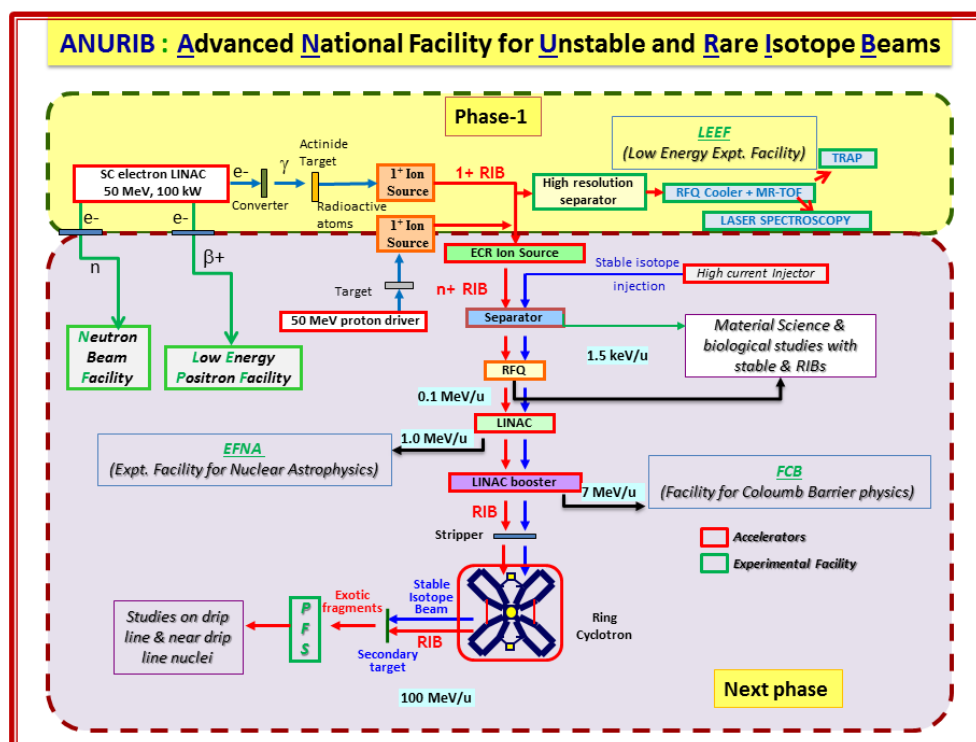 ANURIB : Advanced National Facility for Unstable and Rare Isotope Beams
Phase-1
LEEF
(Low Energy Expt. Facility)
TRAP
SC electron LINAC
50 MeV, 100 kW
e-
Converter
γ
Actinide
Target
Radioactive
atoms
1⁺ Ion
Source
1+ RIB
High resolution
separator
RFQ Cooler + MR-TOF
LASER SPECTROSCOPY
e-
e-
n
β+
1⁺ Ion
Source
ECR Ion Source
Target
50 MeV proton driver
n+ RIB
Stable isotope
injection
High current Injector
Separator
Neutron
Beam
Facility
Low Energy
Positron Facility
1.5 keV/u
Material Science &
biological studies with
stable & RIBs
RFQ
0.1 MeV/u
LINAC
1.0 MeV/u
EFNA
(Expt. Facility for Nuclear Astrophysics)
LINAC booster
7 MeV/u
FCB
(Facility for Coloumb Barrier physics)
RIB
Stripper
Accelerators
Experimental Facility
Ring
Cyclotron
Stable
Isotope
Beam
RIB
Exotic
fragments
Secondary
target
P
F
S
Studies on drip
line & near drip
line nuclei
100 MeV/u
Next phase